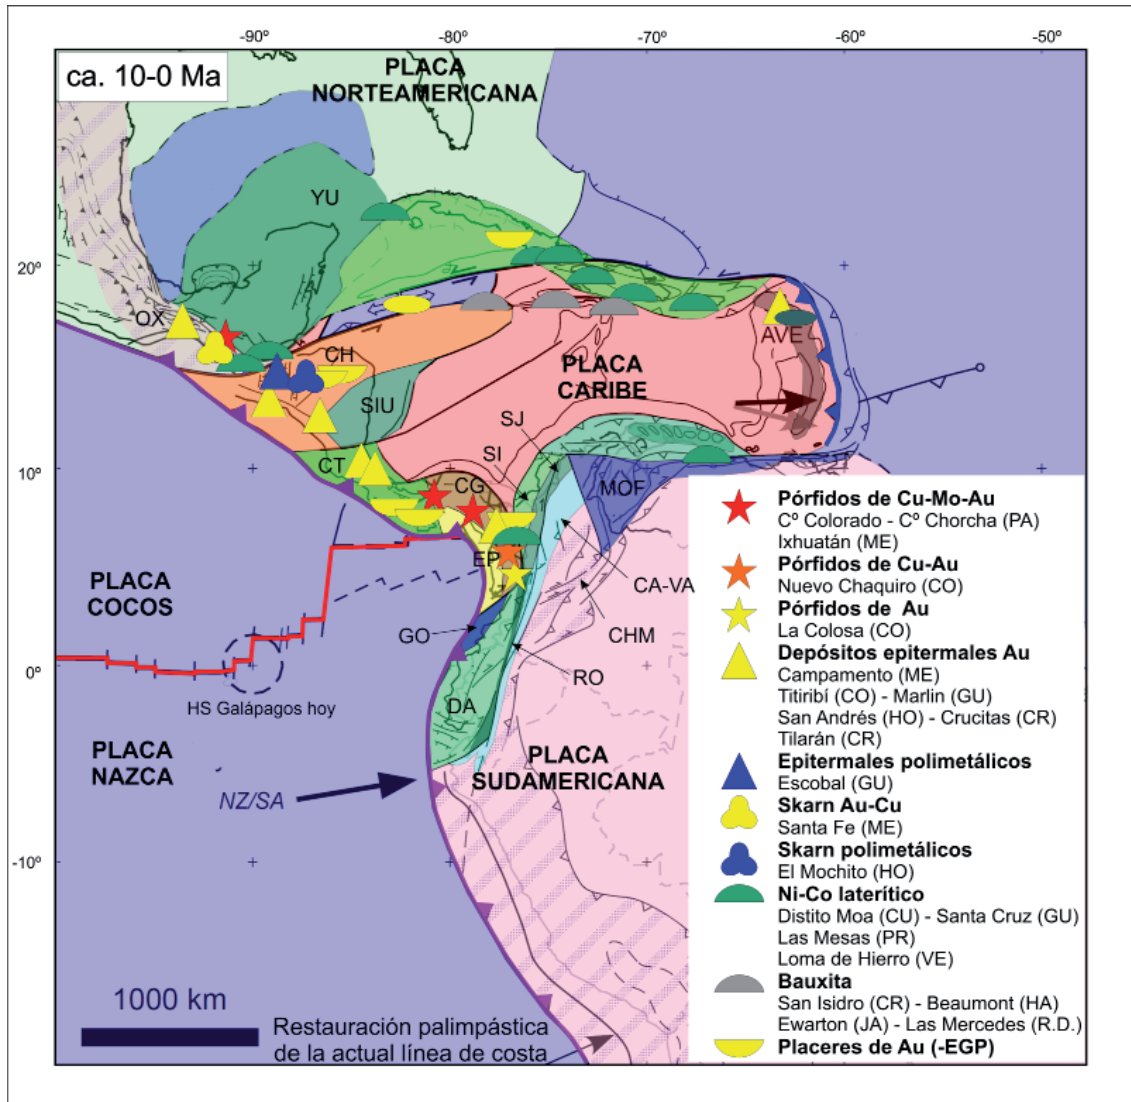 -90º -80º -70º -60º -50º
ca. 10-0 Ma
PLACA
NORTEAMERICANA
YU
20º
OX
CH
SIU
AVE
PLACA
CARIBE
SJ
SI
10º
CT
CG
MOF
EP
PLACA
COCOS
CA-VA
GO
CHM
0º
RO
HS Galápagos hoy
DA
PLACA
NAZCA
PLACA
SUDAMERICANA
NZ/SA
-10º
1000 km
Restauración palimpástica
de la actual línea de costa
Pórfidos de Cu-Mo-Au
Cº Colorado - Cº Chorcha (PA)
Ixhuatán (ME)
Pórfidos de Cu-Au
Nuevo Chaquiro (CO)
Pórfidos de Au
La Colosa (CO)
Depósitos epitermales Au
Campamento (ME)
Titiribí (CO) - Marlin (GU)
San Andrés (HO) - Crucitas (CR)
Tilarán (CR)
Epitermales polimetálicos
Escobal (GU)
Skarn Au-Cu
Santa Fe (ME)
Skarn polimetálicos
El Mochito (HO)
Ni-Co laterítico
Distito Moa (CU) - Santa Cruz (GU)
Las Mesas (PR)
Loma de Hierro (VE)
Bauxita
San Isidro (CR) - Beaumont (HA)
Ewarton (JA) - Las Mercedes (R.D.)
Placeres de Au (-EGP)